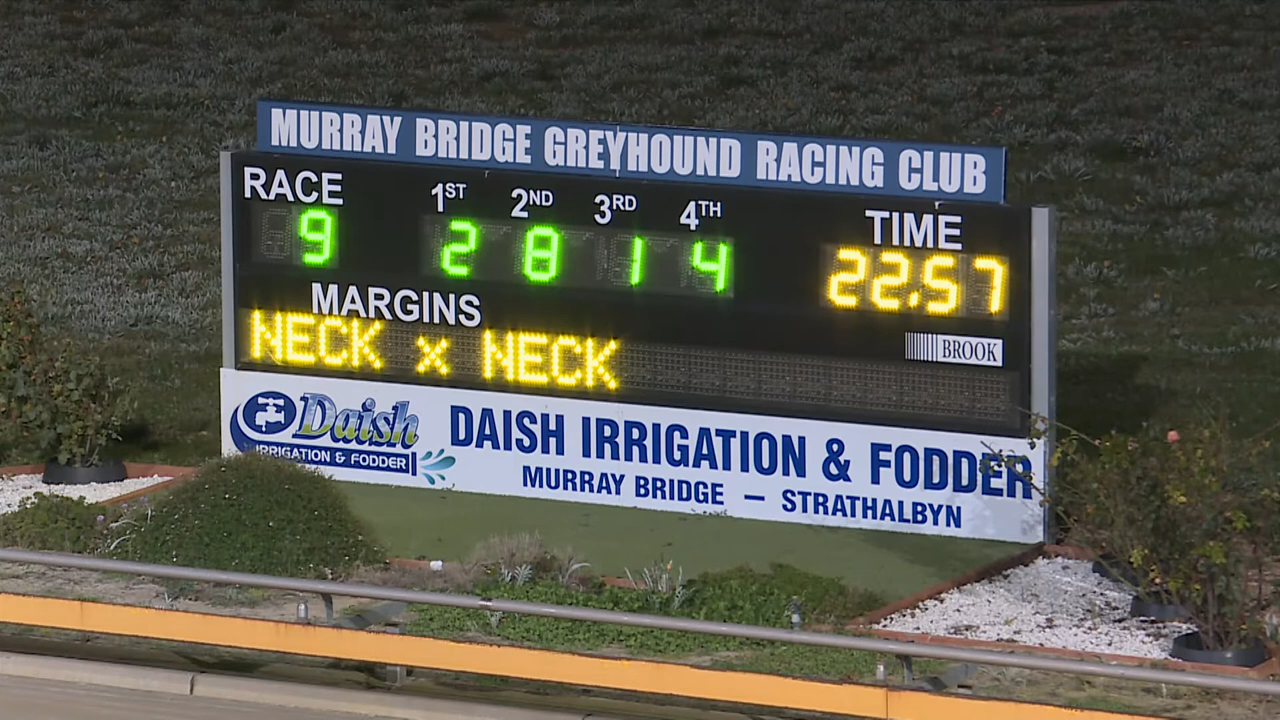 MURRAY BRIDGE GREYHOUND RACING CLUB
RACE 1ST 2ND 3RD 4TH TIME
9 2 8 1 4 22.57
MARGINS
NECK x NECK
BROOK
Daish
IRRIGATION & FODDER
DAISH IRRIGATION & FODDER
MURRAY BRIDGE — STRATHALBYN